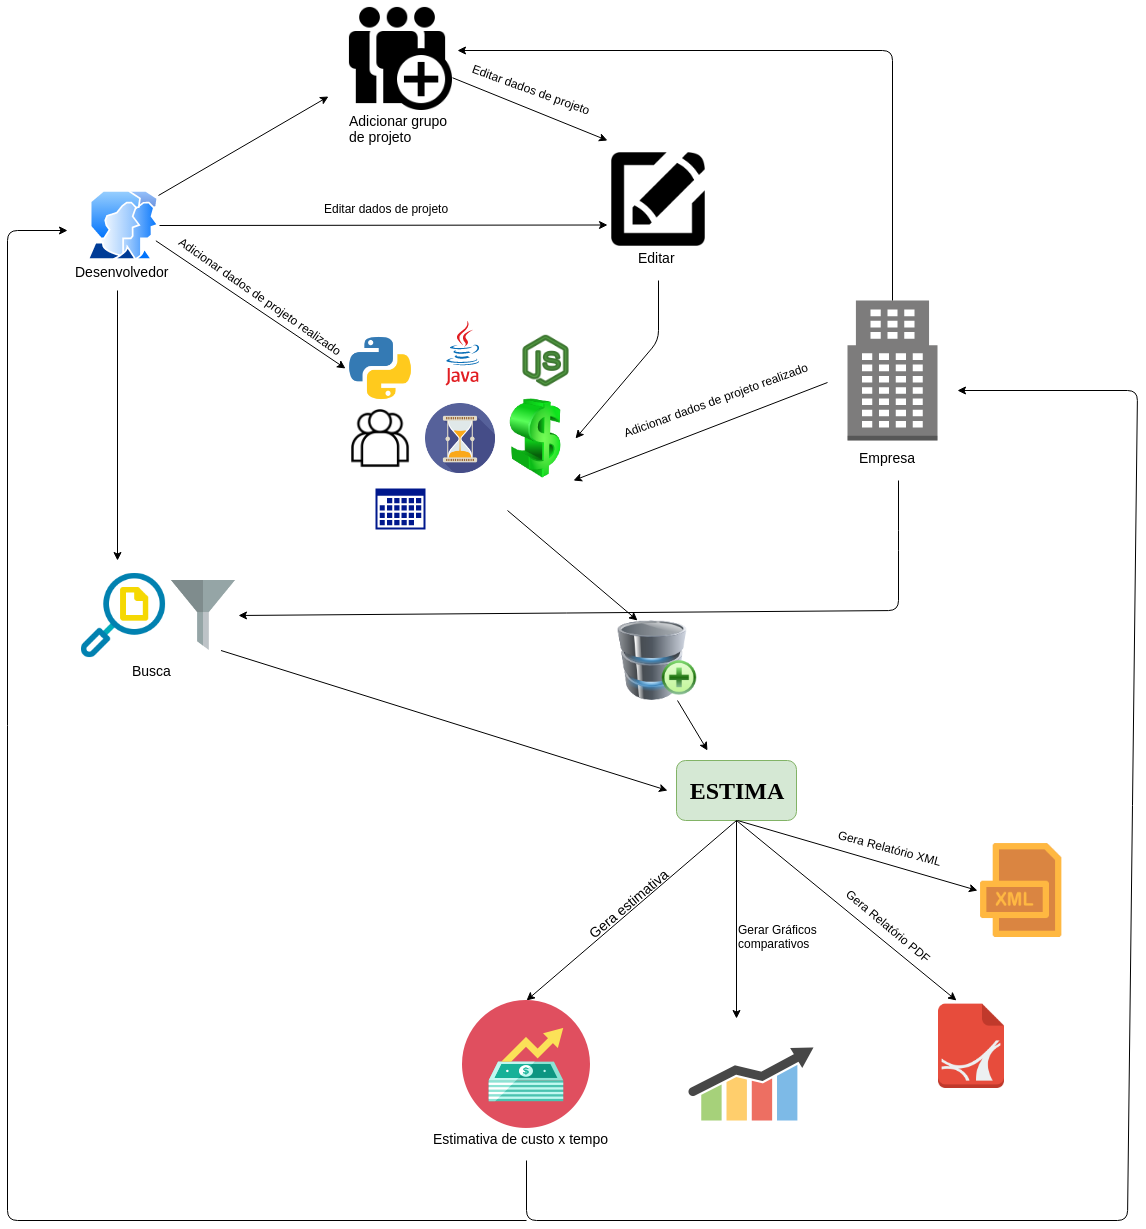 Adicionar grupo
de projeto
Editar dados de projeto
Editar dados de projeto
Editar
Desenvolvedor
Adicionar dados de projeto realizado
Java
JS
Adicionar dados de projeto realizado
$
Empresa
Busca
ESTIMA
Gera Relatório XML
XML
Gera estimativa
Gerar Gráficos
comparativos
Gera Relatório PDF
$
Estimativa de custo x tempo